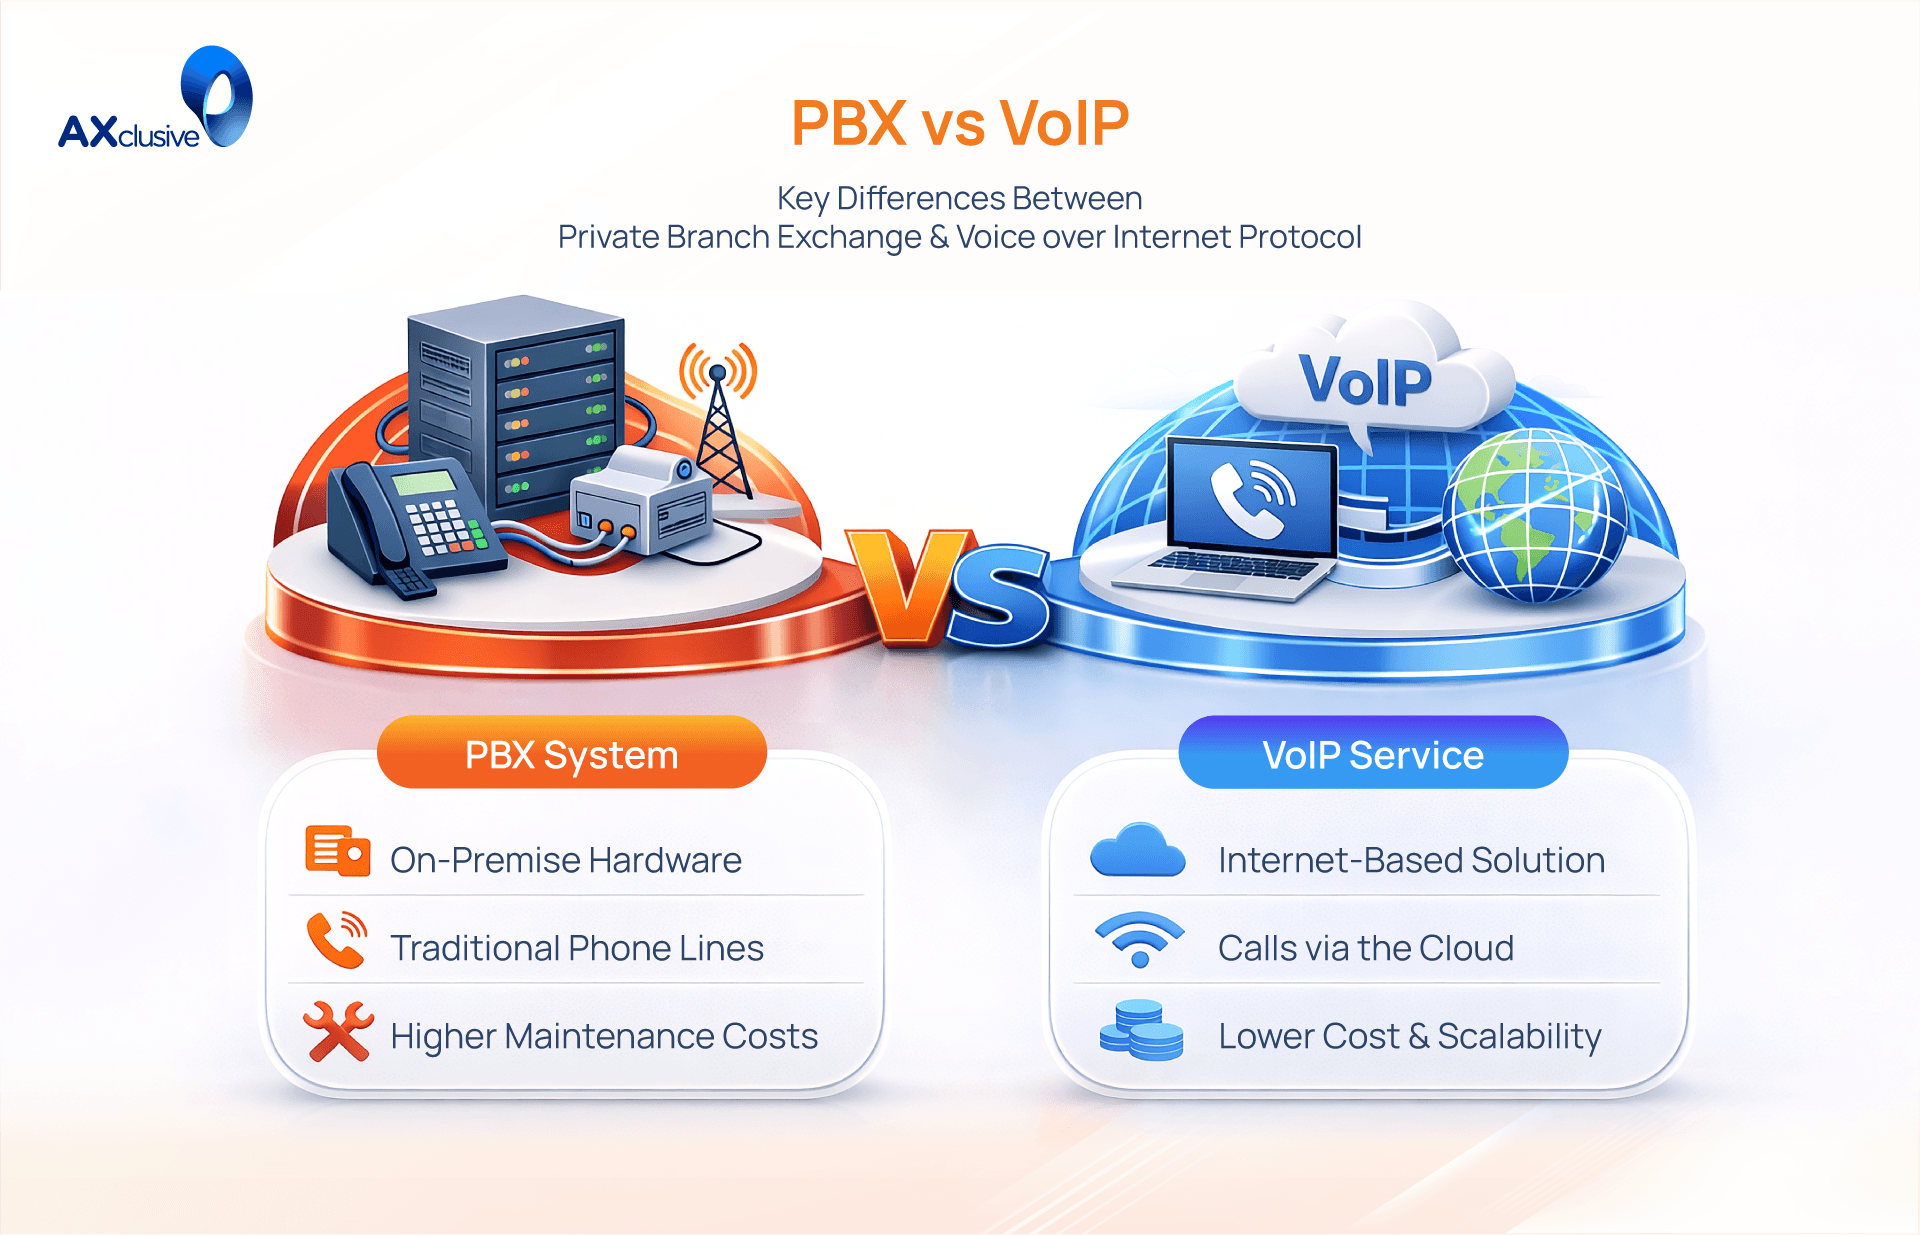 AXclusive
PBX vs VoIP
Key Differences Between
Private Branch Exchange & Voice over Internet Protocol
VoIP
VS
PBX System
On-Premise Hardware
Traditional Phone Lines
Higher Maintenance Costs
VoIP Service
Internet-Based Solution
Calls via the Cloud
Lower Cost & Scalability